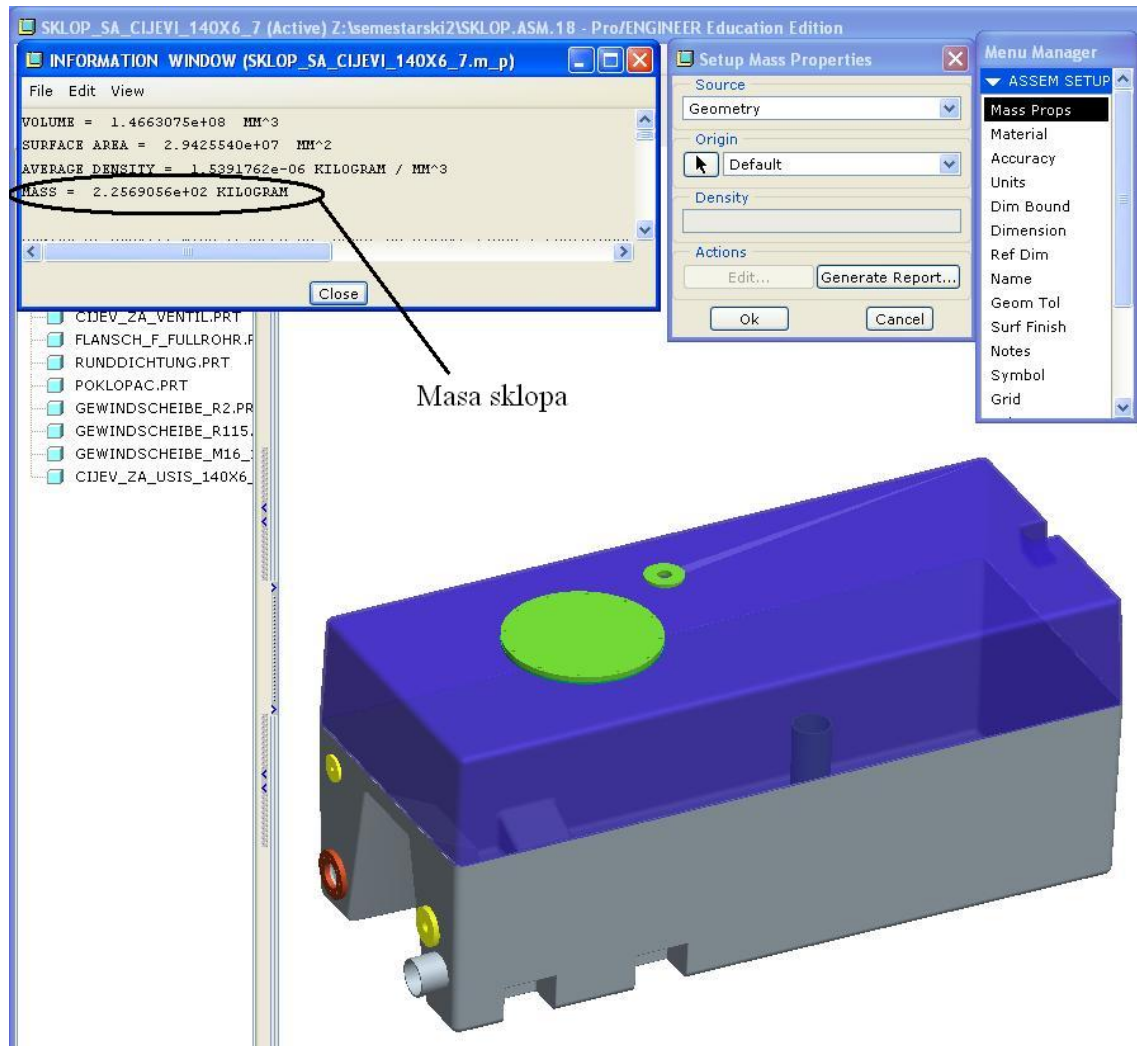 SKLOP_SA_CIJEVI_140X6_7 (Active) Z:\semestarski2\SKLOP.ASM.18 - Pro/ENGINEER Education Edition
INFORMATION WINDOW (SKLOP_SA_CIJEVI_140X6_7.m_p)
File Edit View
VOLUME = 1.4663075e+08 MM^3
SURFACE AREA = 2.9425540e+07 MM^2
AVERAGE DENSITY = 1.5391762e-06 KILOGRAM / MM^3
MASS = 2.2569056e+02 KILOGRAM
Close
Setup Mass Properties
Source
Geometry
Origin
Default
Density
Actions
Edit... Generate Report...
Ok Cancel
Menu Manager
ASSEM SETUP
Mass Props
Material
Accuracy
Units
Dim Bound
Dimension
Ref Dim
Name
Geom Tol
Surf Finish
Notes
Symbol
Grid
CIJEV_ZA_VENTIL.PRT
FLANSCH_F_FULLROHR.F
RUNDDICHTUNG.PRT
POKLOPAC.PRT
GEWINDSCHEIBE_R2.PR
GEWINDSCHEIBE_R115.
GEWINDSCHEIBE_M16_
CIJEV_ZA_USIS_140X6_
Masa sklopa